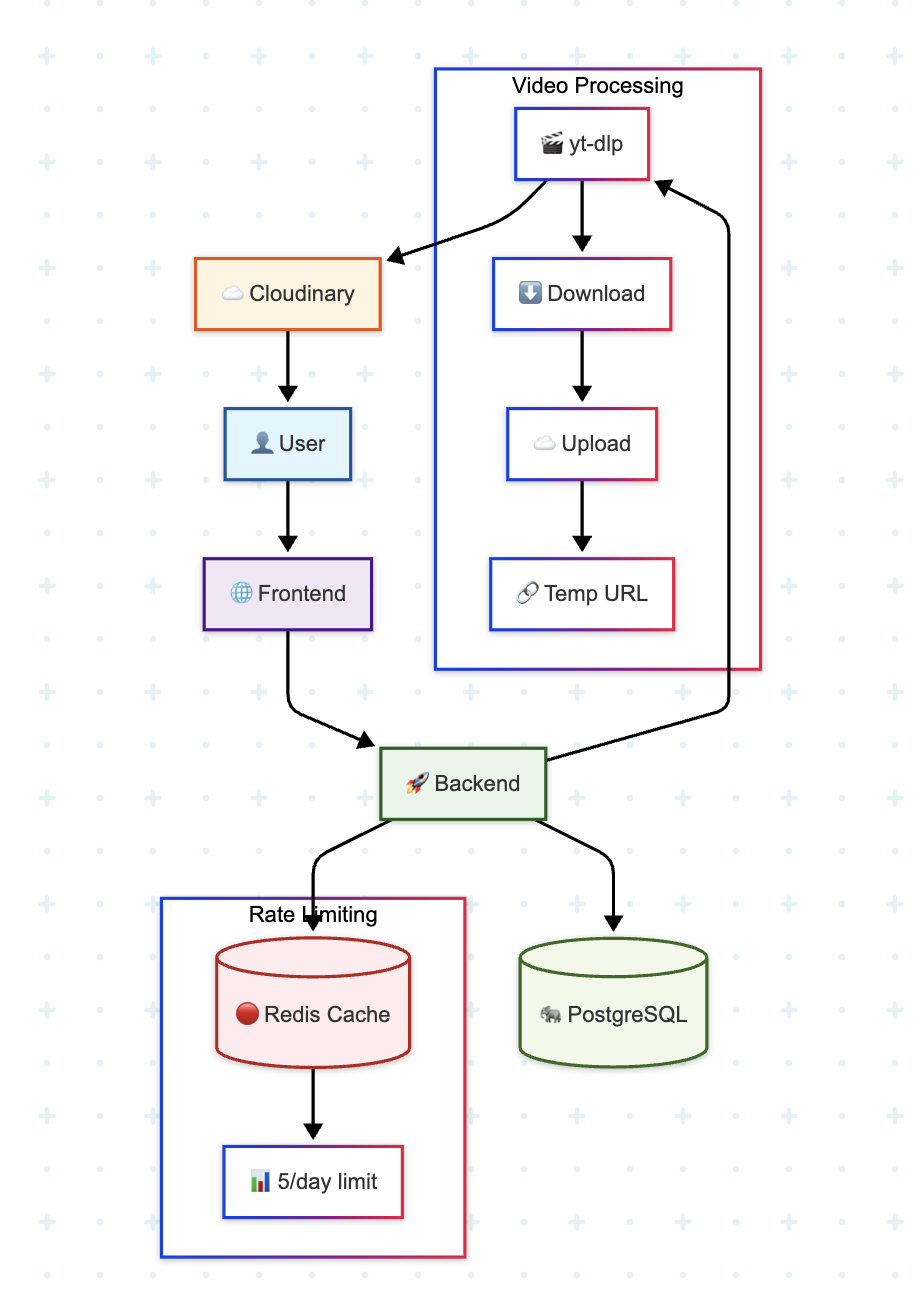 Video Processing
🎬 yt-dlp
☁️ Cloudinary
⬇️ Download
👤 User
☁️ Upload
🌐 Frontend
🔗 Temp URL
🚀 Backend
Rate Limiting
🔴 Redis Cache
🐘 PostgreSQL
📊 5/day limit